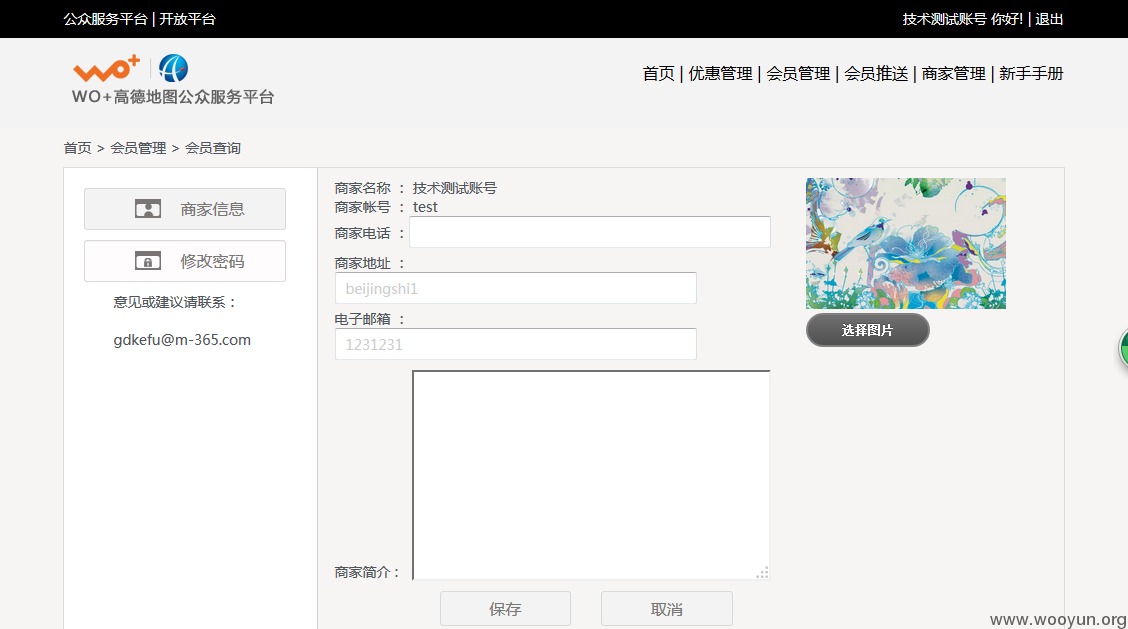 公众服务平台 | 开放平台
技术测试账号 你好! | 退出
WO+
WO+高德地图公众服务平台
首页 | 优惠管理 | 会员管理 | 会员推送 | 商家管理 | 新手手册
首页 > 会员管理 > 会员查询
商家信息
修改密码
意见或建议请联系：
gdkefu@m-365.com
商家名称 ： 技术测试账号
商家帐号 ： test
商家电话 ：
商家地址 ：
beijingshi1
电子邮箱 ：
1231231
商家简介：
保存
取消
选择图片
www.wooyun.org